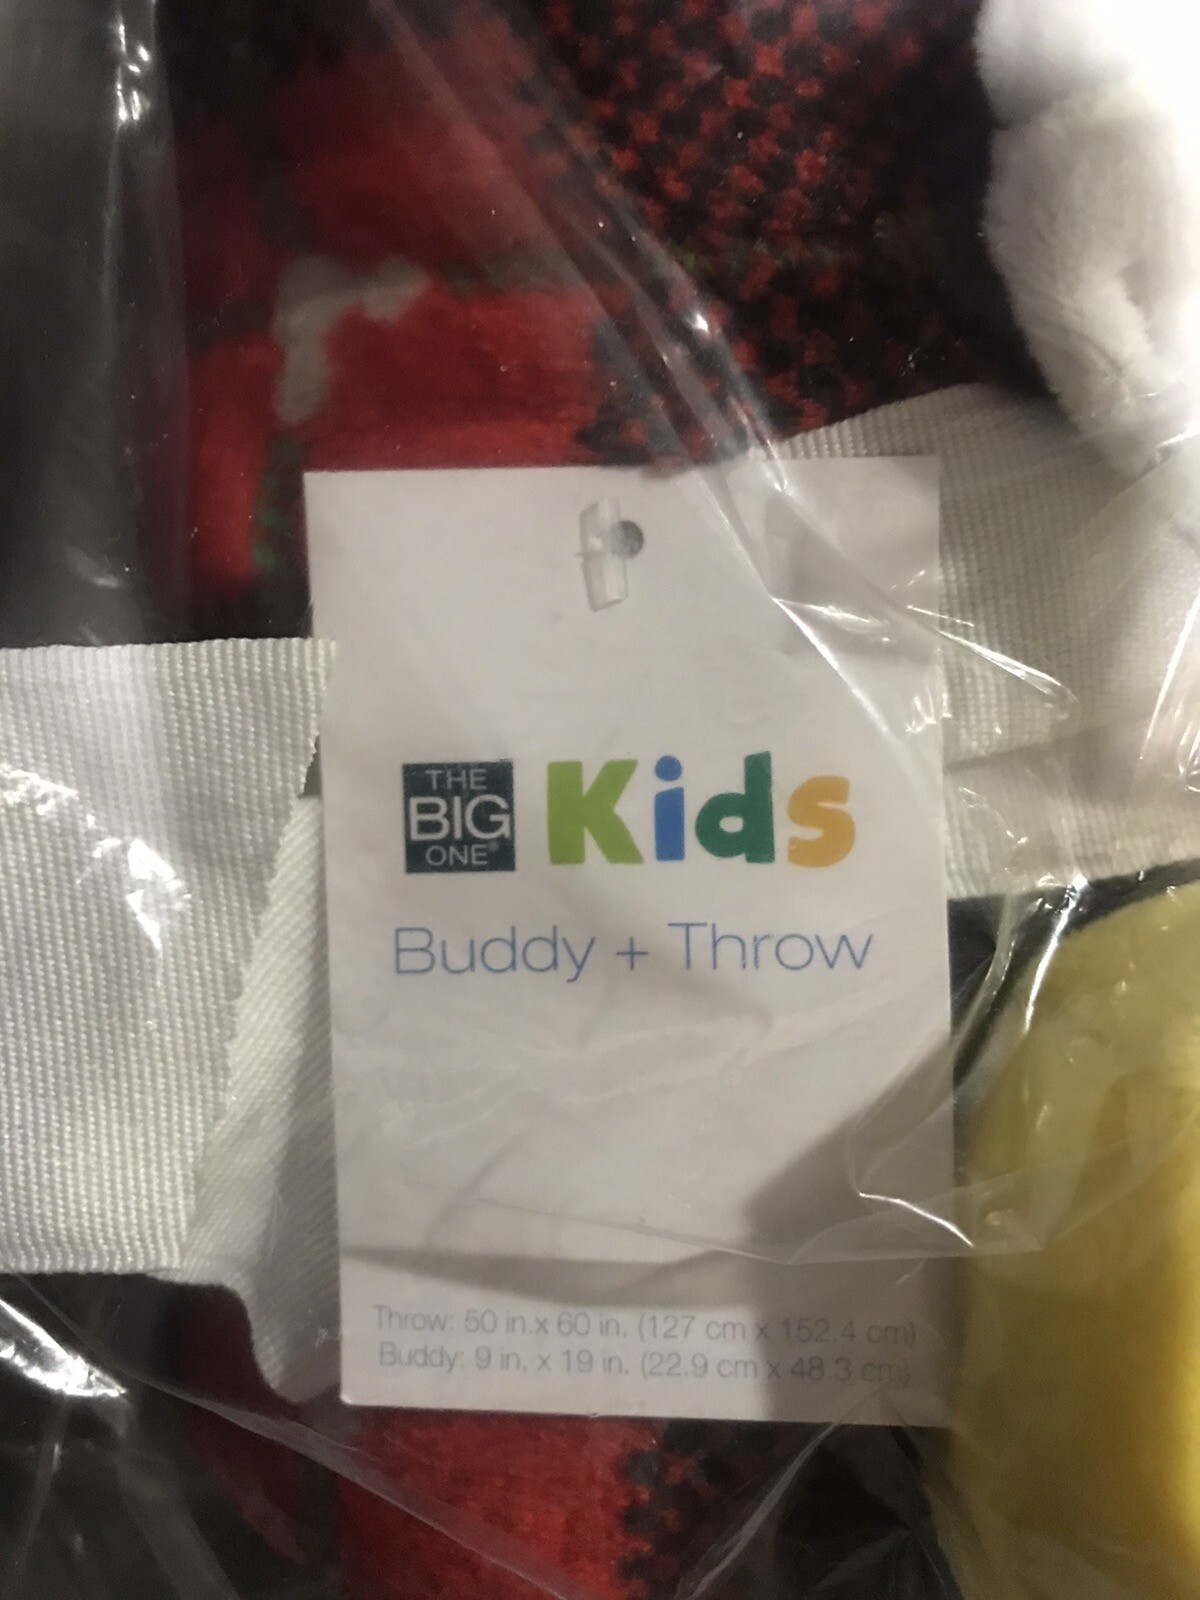 THE
BIG
ONE®
Kids
Buddy + Throw
Throw: 50 in.x 60 in. (127 cm x 152.4 cm)
Buddy: 9 in. x 19 in. (22.9 cm x 48.3 cm)